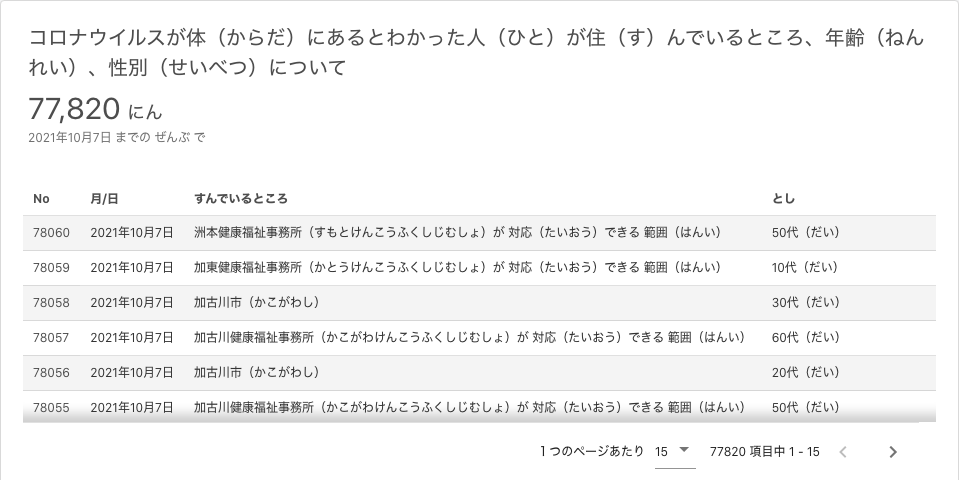 コロナウイルスが体（からだ）にあるとわかった人（ひと）が住（す）んでいるところ、年齢（ねん
れい）、性別（せいべつ）について
77,820 にん
2021年10月7日 までの ぜんぶ で
No 月/日 すんでいるところ とし
78060 2021年10月7日 洲本健康福祉事務所（すもとけんこうふくしじむしょ）が 対応（たいおう）できる 範囲（はんい） 50代（だい）
78059 2021年10月7日 加東健康福祉事務所（かとうけんこうふくしじむしょ）が 対応（たいおう）できる 範囲（はんい） 10代（だい）
78058 2021年10月7日 加古川市（かこがわし） 30代（だい）
78057 2021年10月7日 加古川健康福祉事務所（かこがわけんこうふくしじむしょ）が 対応（たいおう）できる 範囲（はんい） 60代（だい）
78056 2021年10月7日 加古川市（かこがわし） 20代（だい）
78055 2021年10月7日 加古川健康福祉事務所（かこがわけんこうふくしじむしょ）が 対応（たいおう）できる 範囲（はんい） 50代（だい）
1 つのページあたり 15 77820 項目中 1 - 15